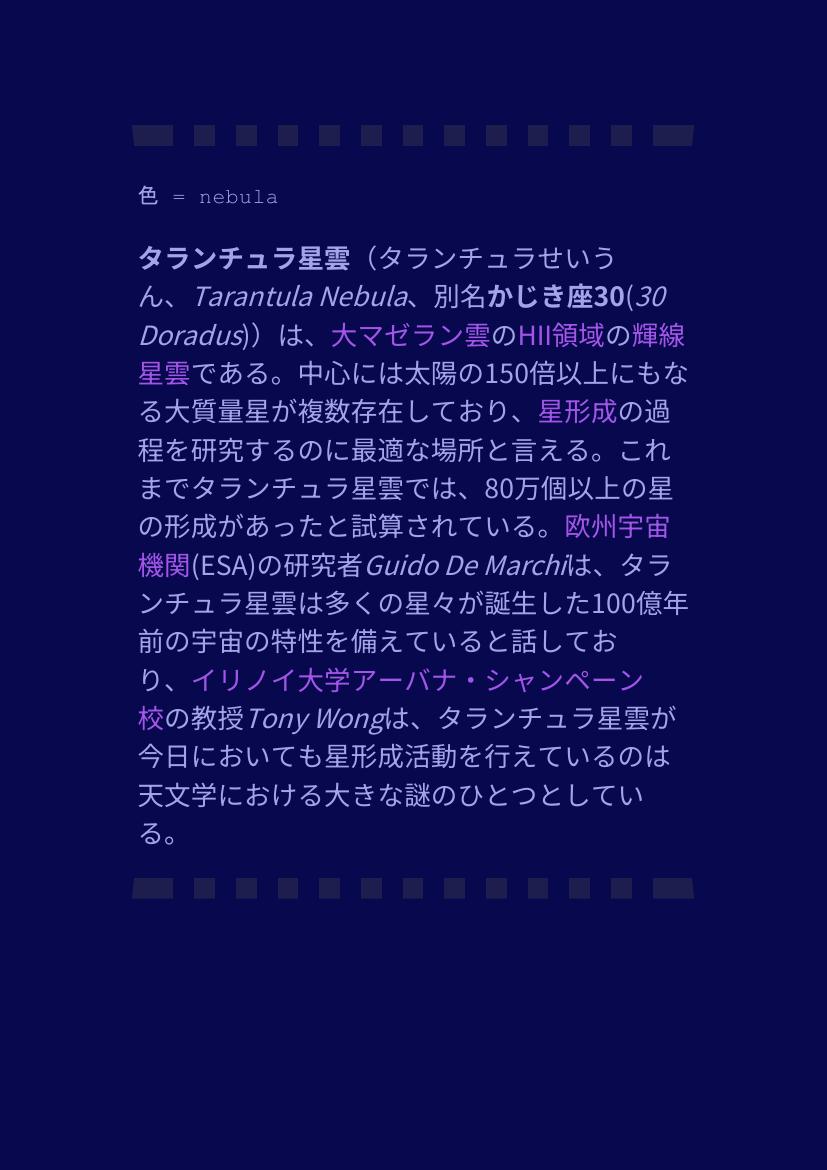 色 = nebula
タランチュラ星雲（タランチュラせいう
ん、Tarantula Nebula、別名かじき座30(30
Doradus)）は、大マゼラン雲のHII領域の輝線
星雲である。中心には太陽の150倍以上にもな
る大質量星が複数存在しており、星形成の過
程を研究するのに最適な場所と言える。これ
までタランチュラ星雲では、80万個以上の星
の形成があったと試算されている。欧州宇宙
機関(ESA)の研究者Guido De Marchiは、タラ
ンチュラ星雲は多くの星々が誕生した100億年
前の宇宙の特性を備えていると話してお
り、イリノイ大学アーバナ・シャンペーン
校の教授Tony Wongは、タランチュラ星雲が
今日においても星形成活動を行えているのは
天文学における大きな謎のひとつとしてい
る。